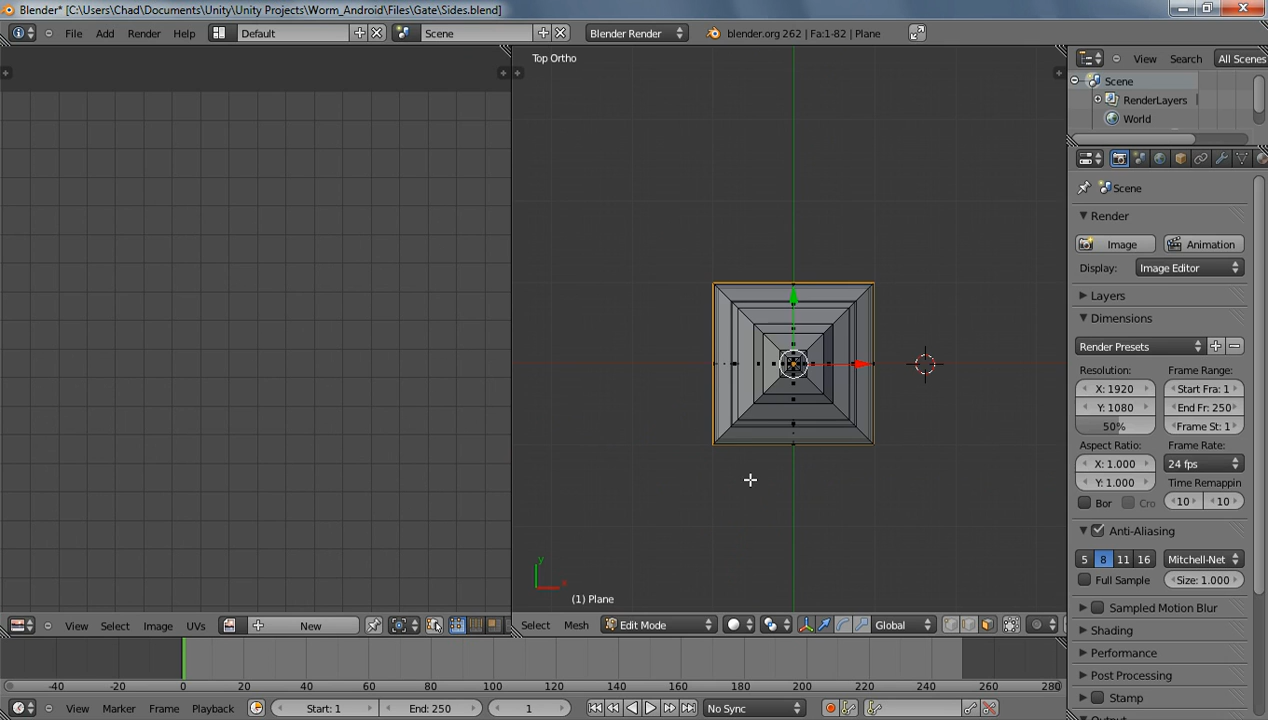 Blender* [C:\Users\Chad\Documents\Unity\Unity Projects\Worm_Android\Files\Gate\Sides.blend]
File Add Render Help Default Scene Blender Render blender.org 262 | Fa:1-82 | Plane
Top Ortho
View Search All Scenes
Scene
RenderLayers
World
Scene
Render
Image Animation
Display: Image Editor
Layers
Dimensions
Render Presets
Resolution: Frame Range:
X: 1920 Start Fra: 1
Y: 1080 End Fr: 250
50% Frame St: 1
Aspect Ratio: Frame Rate:
X: 1.000 24 fps
Y: 1.000 Time Remappin
Bor Cro 10 10
Anti-Aliasing
5 8 11 16 Mitchell-Net
Full Sample Size: 1.000
Sampled Motion Blur
Shading
Performance
Post Processing
Stamp
y
x
(1) Plane
View Select Image UVs New Select Mesh Edit Mode Global
-40 -20 0 20 40 60 80 100 120 140 160 180 200 220 240 260 280
View Marker Frame Playback Start: 1 End: 250 1 No Sync